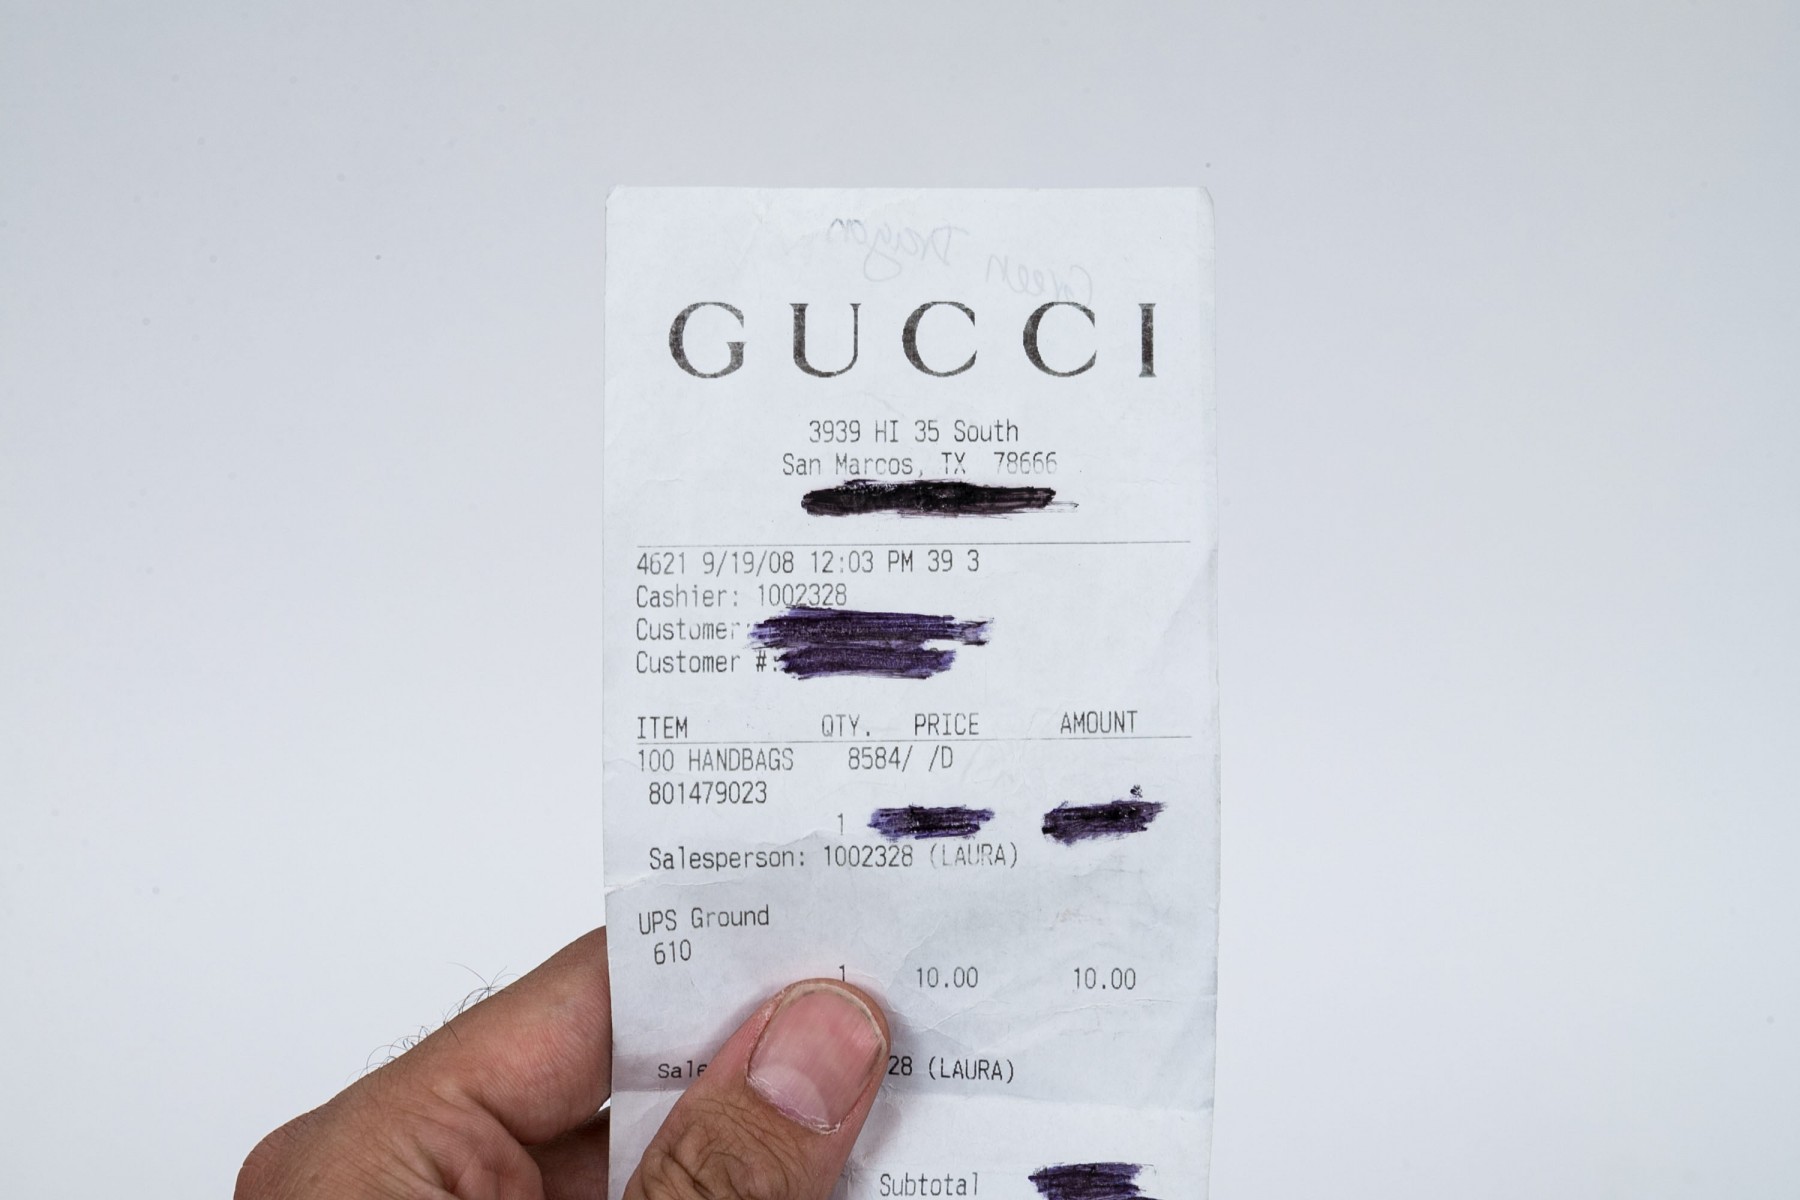 Green Dragon
GUCCI
3939 HI 35 South
San Marcos, TX 78666
4621 9/19/08 12:03 PM 39 3
Cashier: 1002328
Customer:
Customer #:
ITEM QTY. PRICE AMOUNT
100 HANDBAGS 8584/ /D
801479023
1
Salesperson: 1002328 (LAURA)
UPS Ground
610
1 10.00 10.00
Sale 28 (LAURA)
Subtotal